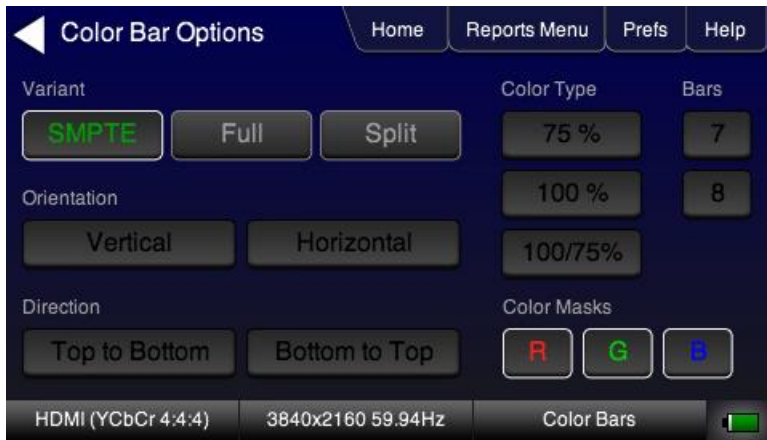 Color Bar Options
Home
Reports Menu
Prefs
Help
Variant
SMPTE
Full
Split
Color Type
75 %
100 %
100/75%
Bars
7
8
Orientation
Vertical
Horizontal
Direction
Top to Bottom
Bottom to Top
Color Masks
R
G
B
HDMI (YCbCr 4:4:4)
3840x2160 59.94Hz
Color Bars